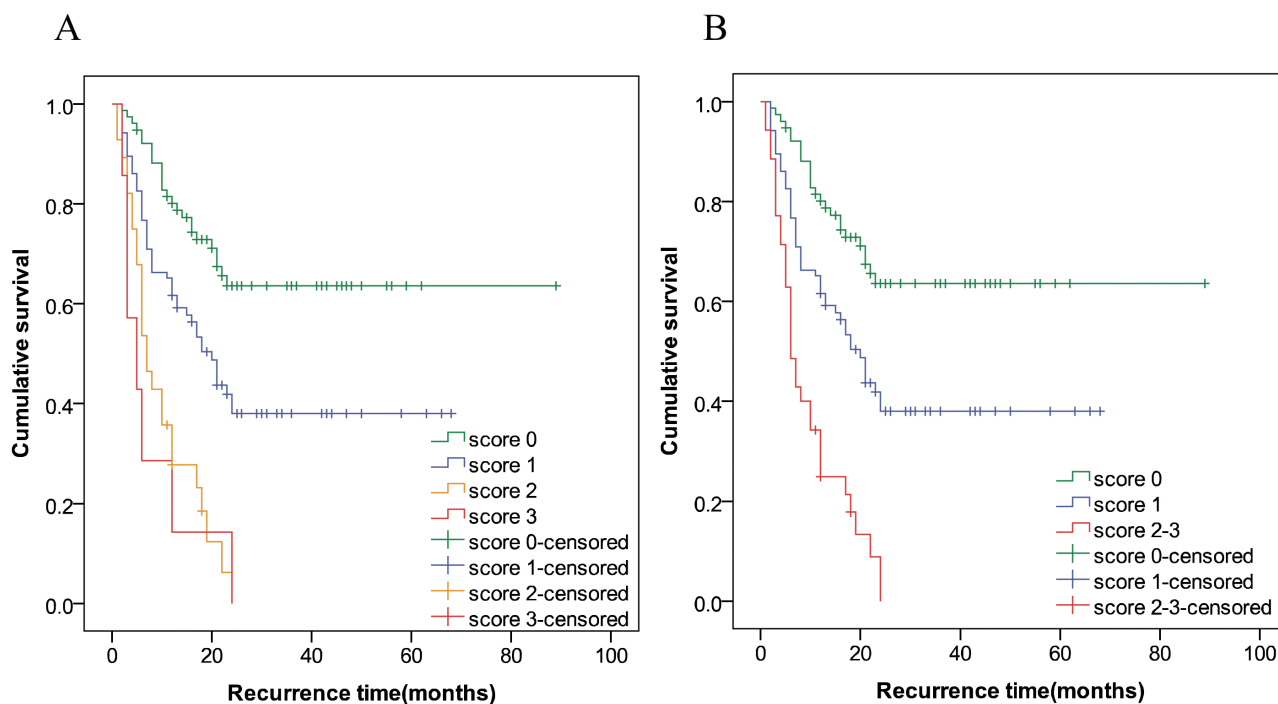 A
1.0
0.8
0.6
0.4
0.2
0.0
Cumulative survival
score 0
score 1
score 2
score 3
score 0-censored
score 1-censored
score 2-censored
score 3-censored
0 20 40 60 80 100
Recurrence time(months)
B
1.0
0.8
0.6
0.4
0.2
0.0
Cumulative survival
score 0
score 1
score 2-3
score 0-censored
score 1-censored
score 2-3-censored
0 20 40 60 80 100
Recurrence time(months)